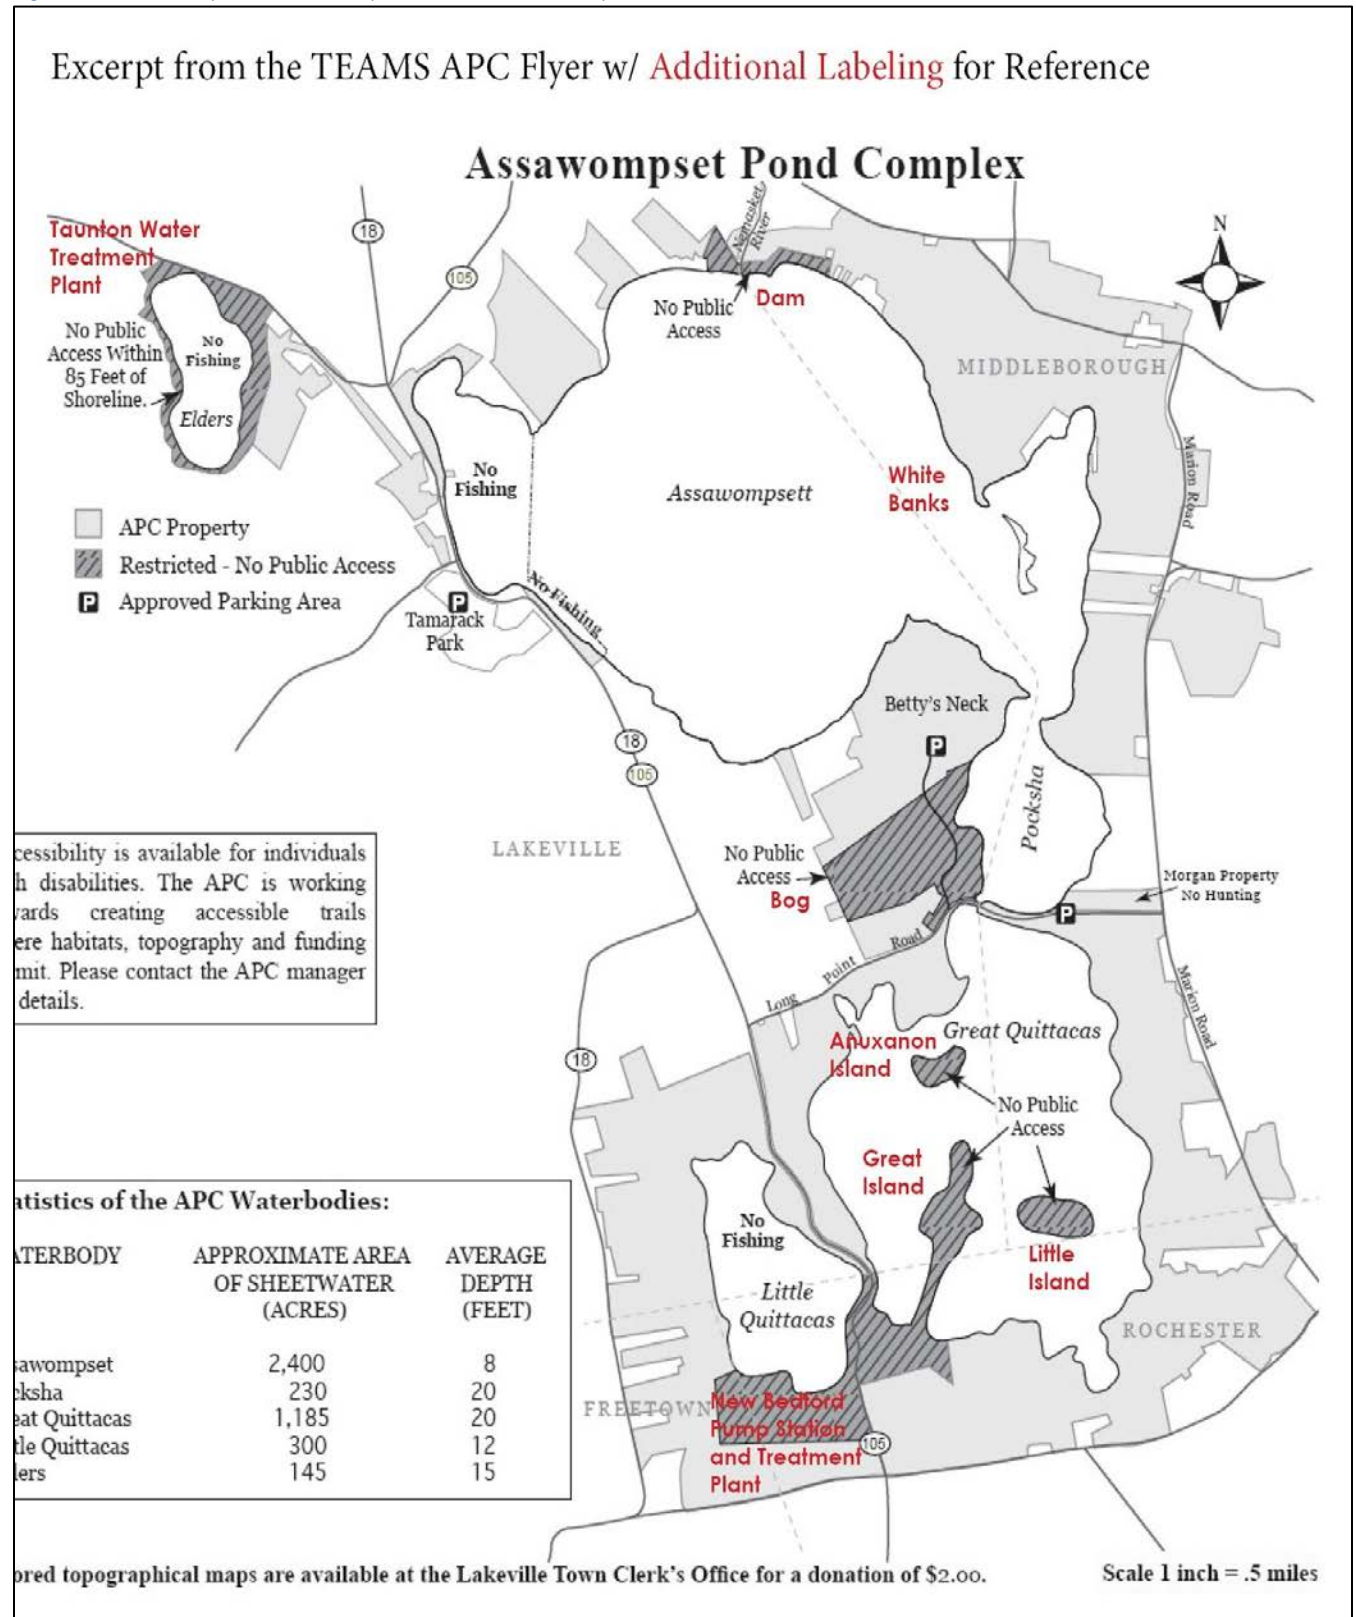 Excerpt from the TEAMS APC Flyer w/ Additional Labeling for Reference
Assawompset Pond Complex
Taunton Water
Treatment
Plant
18
105
Nemasket
River
N
No Public
Access
Dam
No Public
Access Within
85 Feet of
Shoreline.
No
Fishing
Elders
MIDDLEBOROUGH
Marion Road
No
Fishing
Assawompsett
White
Banks
APC Property
Restricted - No Public Access
P Approved Parking Area
P
Tamarack
Park
No Fishing
Betty's Neck
P
18
105
Pocksha
LAKEVILLE
No Public
Access
Bog
Morgan Property
No Hunting
P
cessibility is available for individuals
h disabilities. The APC is working
vards creating accessible trails
ere habitats, topography and funding
mit. Please contact the APC manager
details.
Long Point Road
Marion Road
Anuxanon
Island
Great Quittacas
18
No Public
Access
Great
Island
Little
Island
No
Fishing
Little
Quittacas
ROCHESTER
FREETOWN
New Bedford
Pump Station
and Treatment
Plant
105
atistics of the APC Waterbodies:
ATERBODY APPROXIMATE AREA AVERAGE
OF SHEETWATER DEPTH
(ACRES) (FEET)
sawompset 2,400 8
cksha 230 20
eat Quittacas 1,185 20
tle Quittacas 300 12
lers 145 15
ored topographical maps are available at the Lakeville Town Clerk's Office for a donation of $2.00.
Scale 1 inch = .5 miles